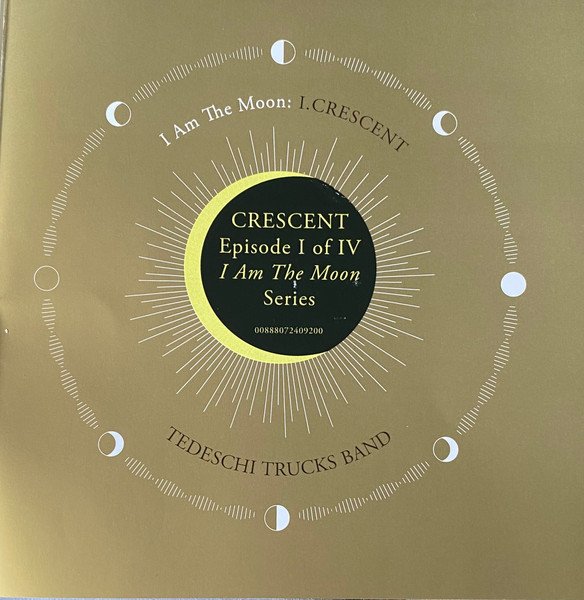 I Am The Moon: I. CRESCENT
CRESCENT
Episode I of IV
I Am The Moon
Series
00888072409200
TEDESCHI TRUCKS BAND